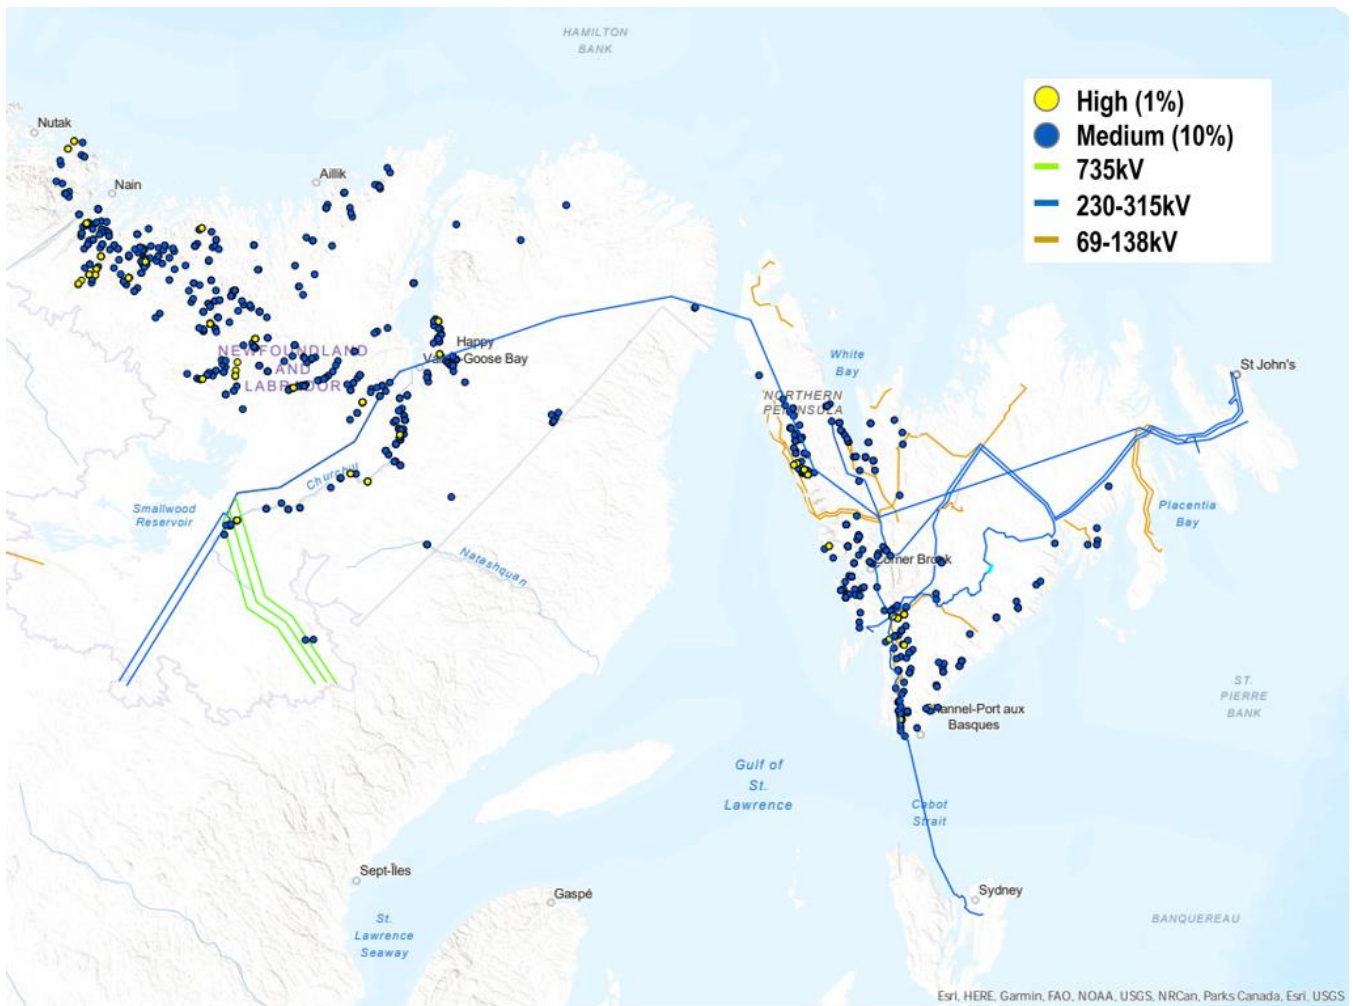 HAMILTON
BANK
High (1%)
Medium (10%)
735kV
230-315kV
69-138kV
Nutak
Nain
Aillik
Happy
Valley-Goose Bay
NEWFOUNDLAND
AND
LABRADOR
White
Bay
NORTHERN
PENINSULA
St John's
Churchill
Smallwood
Reservoir
Placentia
Bay
Natashquan
Corner Brook
ST.
PIERRE
BANK
Channel-Port aux
Basques
Gulf of
St.
Lawrence
Cabot
Strait
Sept-Îles
Gaspé
Sydney
St.
Lawrence
Seaway
BANQUEREAU
Esri, HERE, Garmin, FAO, NOAA, USGS, NRCan, Parks Canada, Esri, USGS